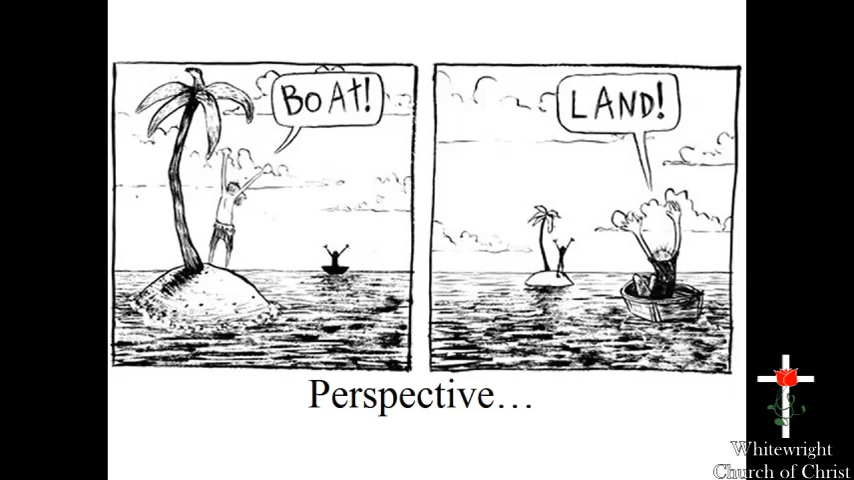 BOAt!
LAND!
Perspective...
Whitewright
Church of Christ